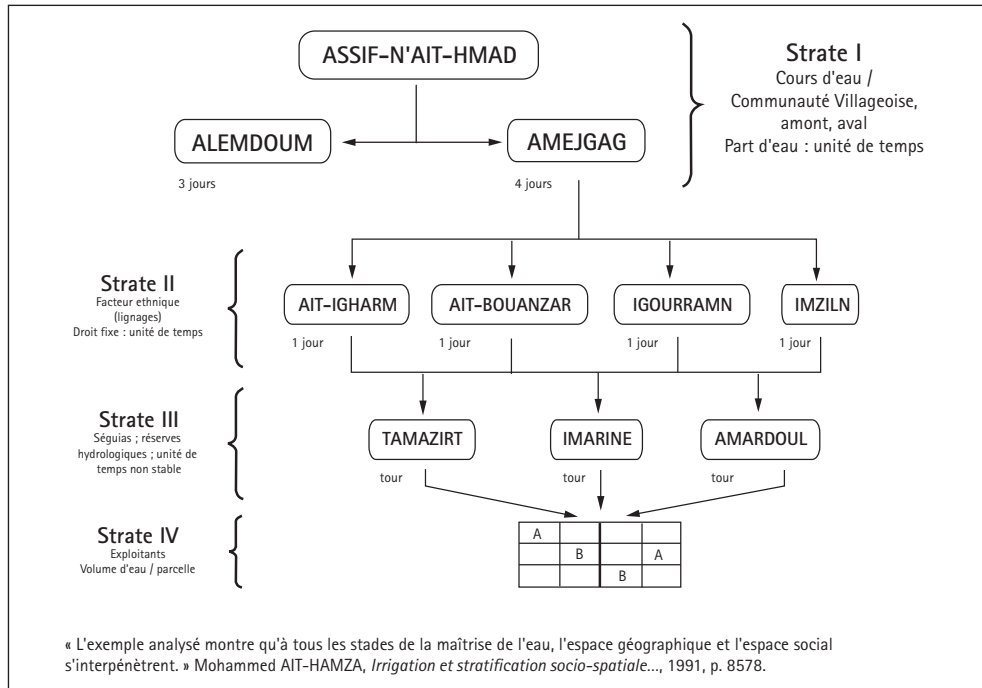 ASSIF-N'AIT-HMAD
Strate I
Cours d'eau /
Communauté Villageoise,
amont, aval
Part d'eau : unité de temps
ALEMDOUM
AMEJGAG
3 jours
4 jours
Strate II
Facteur ethnique
(lignages)
Droit fixe : unité de temps
AIT-IGHARM
AIT-BOUANZAR
IGOURRAMN
IMZILN
1 jour
1 jour
1 jour
1 jour
Strate III
Séguias ; réserves
hydrologiques ; unité de
temps non stable
TAMAZIRT
IMARINE
AMARDOUL
tour
tour
tour
Strate IV
Exploitants
Volume d'eau / parcelle
A
B
A
B
« L'exemple analysé montre qu'à tous les stades de la maîtrise de l'eau, l'espace géographique et l'espace social
s'interpénètrent. » Mohammed AIT-HAMZA, Irrigation et stratification socio-spatiale..., 1991, p. 8578.